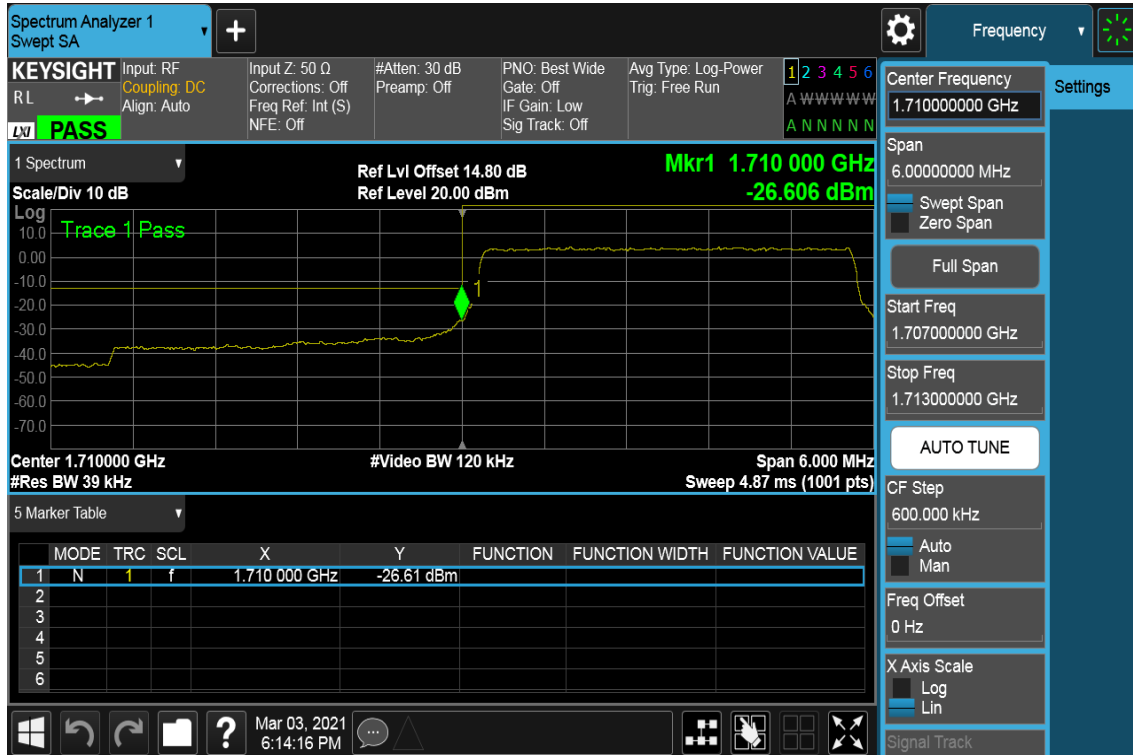 Spectrum Analyzer 1
Swept SA
+
Frequency
KEYSIGHT
RL
LXI PASS
Input: RF
Coupling: DC
Align: Auto
Input Z: 50 Ω
Corrections: Off
Freq Ref: Int (S)
NFE: Off
#Atten: 30 dB
Preamp: Off
PNO: Best Wide
Gate: Off
IF Gain: Low
Sig Track: Off
Avg Type: Log-Power
Trig: Free Run
1 2 3 4 5 6
A W W W W W
A N N N N N
1 Spectrum
Scale/Div 10 dB
Ref Lvl Offset 14.80 dB
Ref Level 20.00 dBm
Mkr1 1.710 000 GHz
-26.606 dBm
Log
Trace 1 Pass
10.0
0.00
-10.0
1
-20.0
-30.0
-40.0
-50.0
-60.0
-70.0
Center 1.710000 GHz
#Video BW 120 kHz
Span 6.000 MHz
#Res BW 39 kHz
Sweep 4.87 ms (1001 pts)
5 Marker Table
MODE TRC SCL X Y FUNCTION FUNCTION WIDTH FUNCTION VALUE
1 N 1 f 1.710 000 GHz -26.61 dBm
2
3
4
5
6
Center Frequency
1.710000000 GHz
Settings
Span
6.00000000 MHz
Swept Span
Zero Span
Full Span
Start Freq
1.707000000 GHz
Stop Freq
1.713000000 GHz
AUTO TUNE
CF Step
600.000 kHz
Auto
Man
Freq Offset
0 Hz
X Axis Scale
Log
Lin
Signal Track
?
Mar 03, 2021
6:14:16 PM